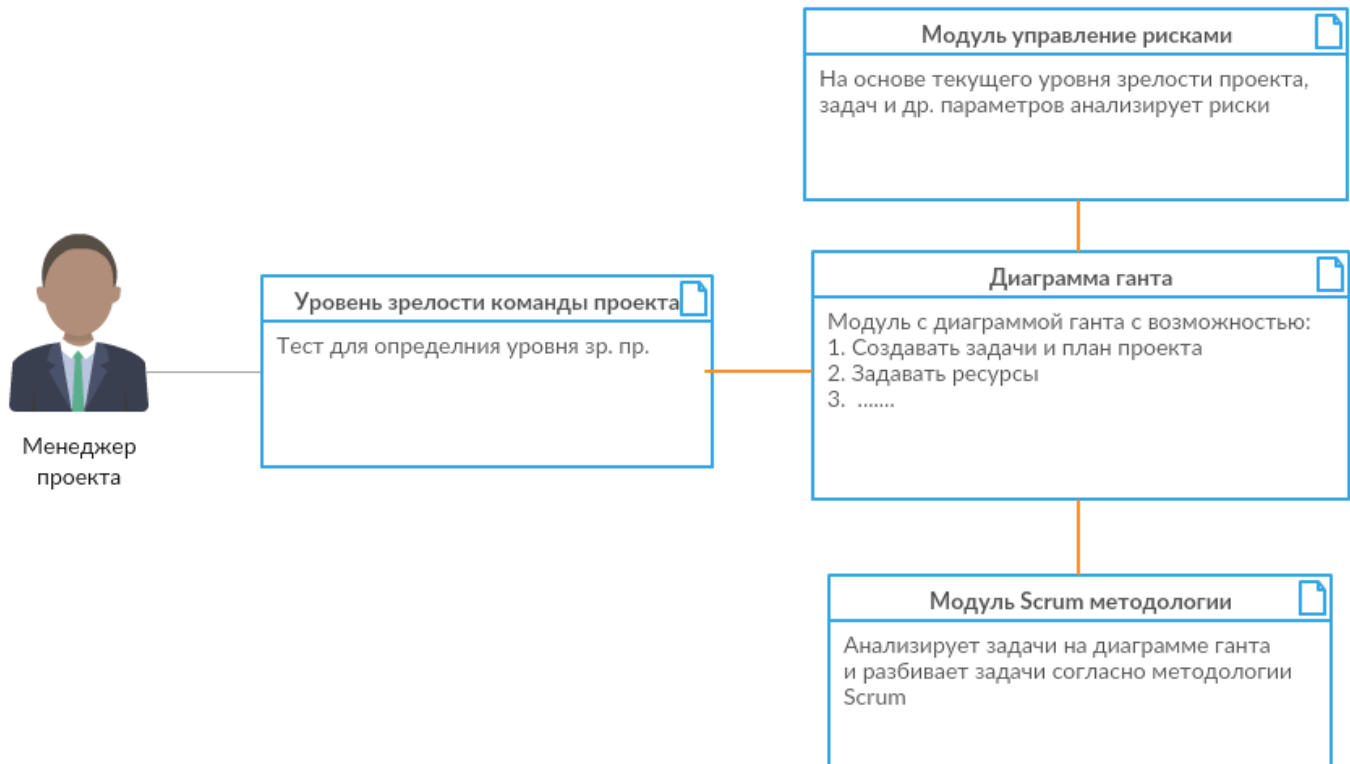 Модуль управление рисками
На основе текущего уровня зрелости проекта,
задач и др. параметров анализирует риски
Менеджер
проекта
Уровень зрелости команды проекта
Тест для определния уровня зр. пр.
Диаграмма ганта
Модуль с диаграммой ганта с возможностью:
1. Создавать задачи и план проекта
2. Задавать ресурсы
3. .......
Модуль Scrum методологии
Анализирует задачи на диаграмме ганта
и разбивает задачи согласно методологии
Scrum